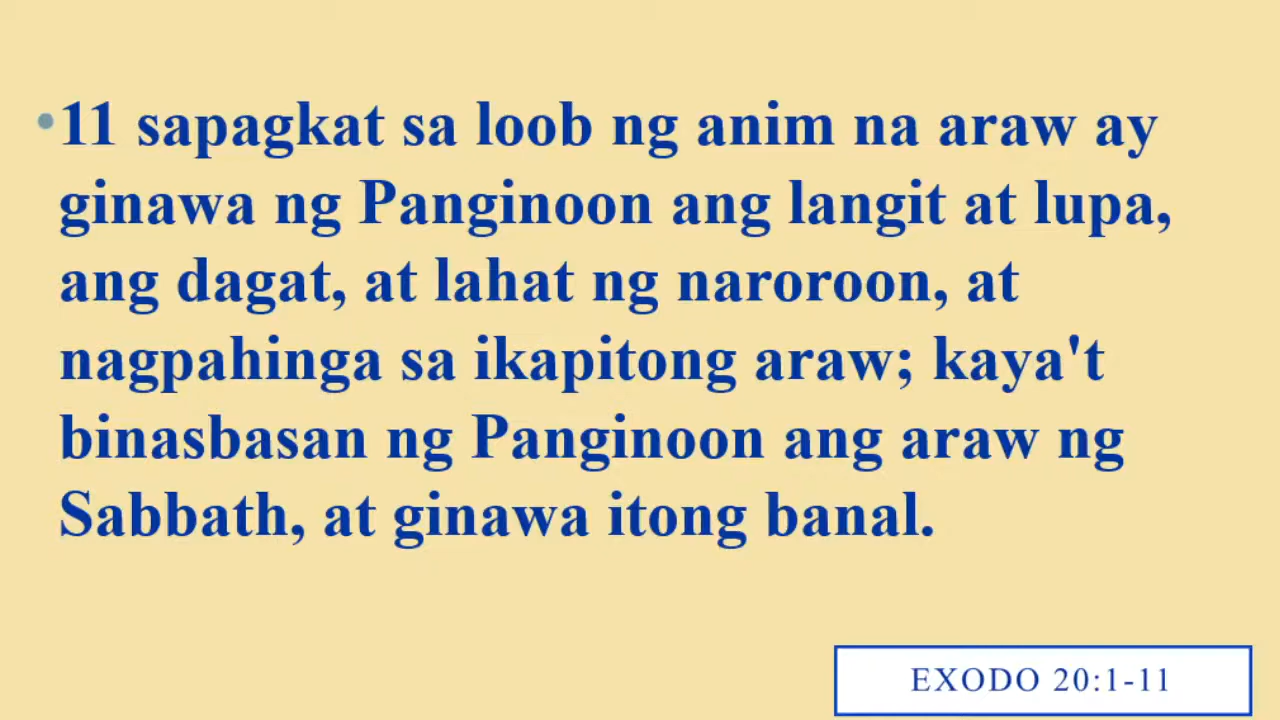 •11 sapagkat sa loob ng anim na araw ay
ginawa ng Panginoon ang langit at lupa,
ang dagat, at lahat ng naroroon, at
nagpahinga sa ikapitong araw; kaya't
binasbasan ng Panginoon ang araw ng
Sabbath, at ginawa itong banal.
EXODO 20:1-11